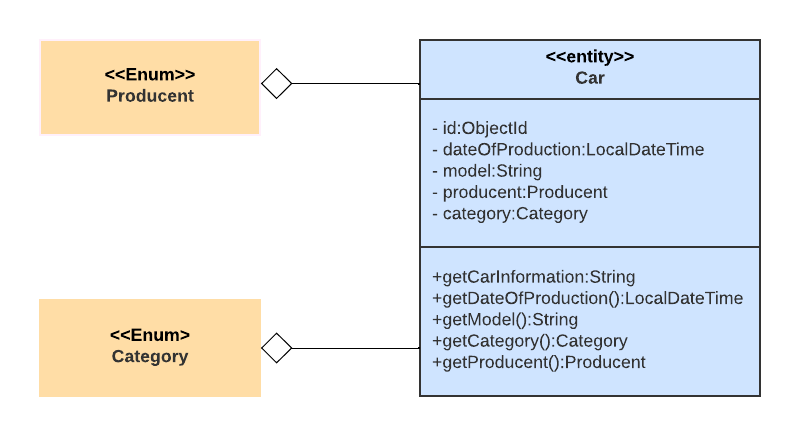 <<Enum>>
Producent
<<entity>>
Car
- id:ObjectId
- dateOfProduction:LocalDateTime
- model:String
- producent:Producent
- category:Category
+getCarInformation:String
+getDateOfProduction():LocalDateTime
+getModel():String
+getCategory():Category
+getProducent():Producent
<<Enum>
Category